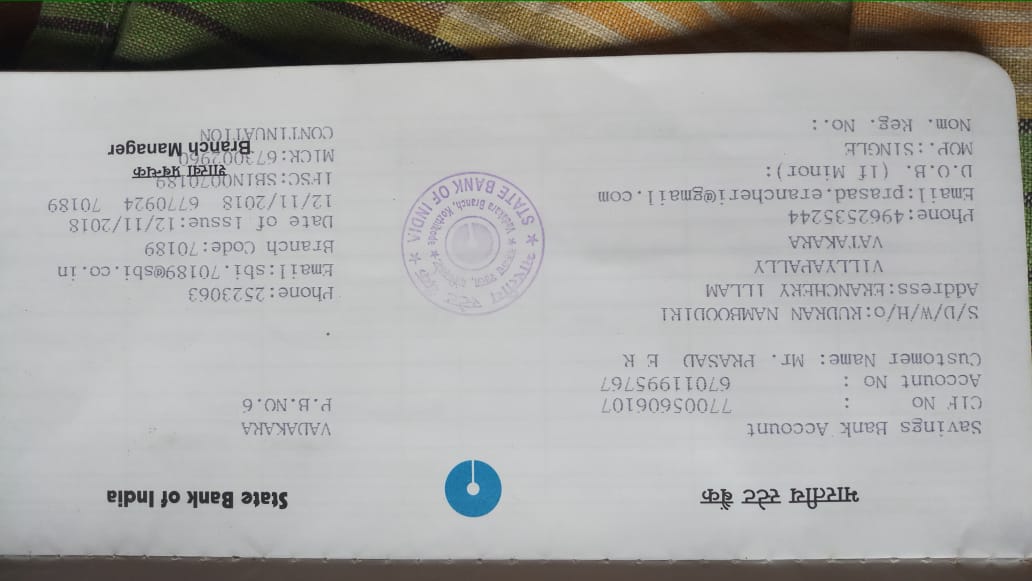 भारतीय स्टेट बैंक
State Bank of India
Savings Bank Account
CIF No : 77005606107
Account No : 67011995767
Customer Name: Mr. PRASAD E R
S/D/W/H/o:RUDRAN NAMBOODIRI
Address:ERANCHERY ILLAM
VILLYAPALLY
VATAKARA
Phone:4962535244
Email:prasad.erancheri@gmail.com
D.O.B. (If Minor):
MOP.:SINGLE
Nom. Reg. No.:
भारतीय स्टेट बैंक
Vadakara Branch, Kozhikode
STATE BANK OF INDIA
VADAKARA
P.B.NO.6
Phone:2523063
Email:sbi.70189@sbi.co.in
Branch Code:70189
Date of Issue:12/11/2018
12/11/2018 6770924 70189
IFSC:SBIN0070189
शाखा प्रबन्धक
MICR:673002960
Branch Manager
CONTINUATION